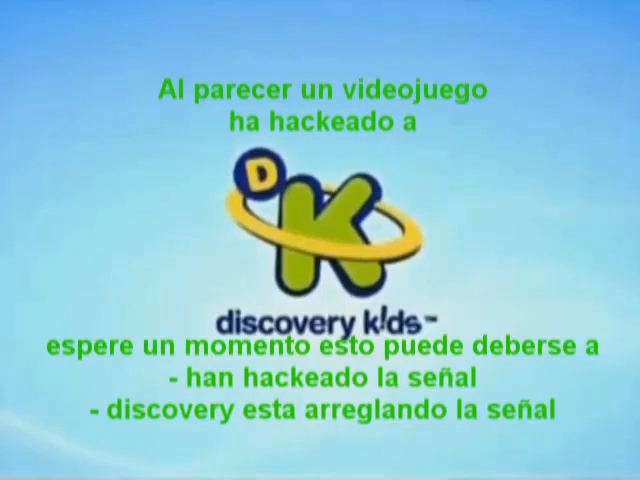 Al parecer un videojuego
ha hackeado a
D
K
discovery k!ds™
espere un momento esto puede deberse a
- han hackeado la señal
- discovery esta arreglando la señal